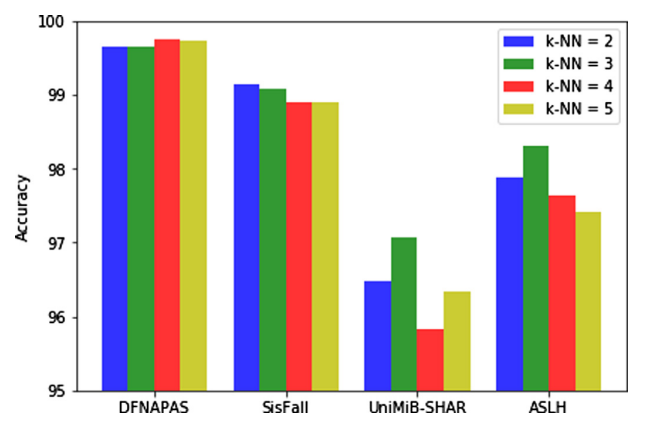 100
99
98
97
96
95
Accuracy
k-NN = 2
k-NN = 3
k-NN = 4
k-NN = 5
DFNAPAS SisFall UniMiB-SHAR ASLH